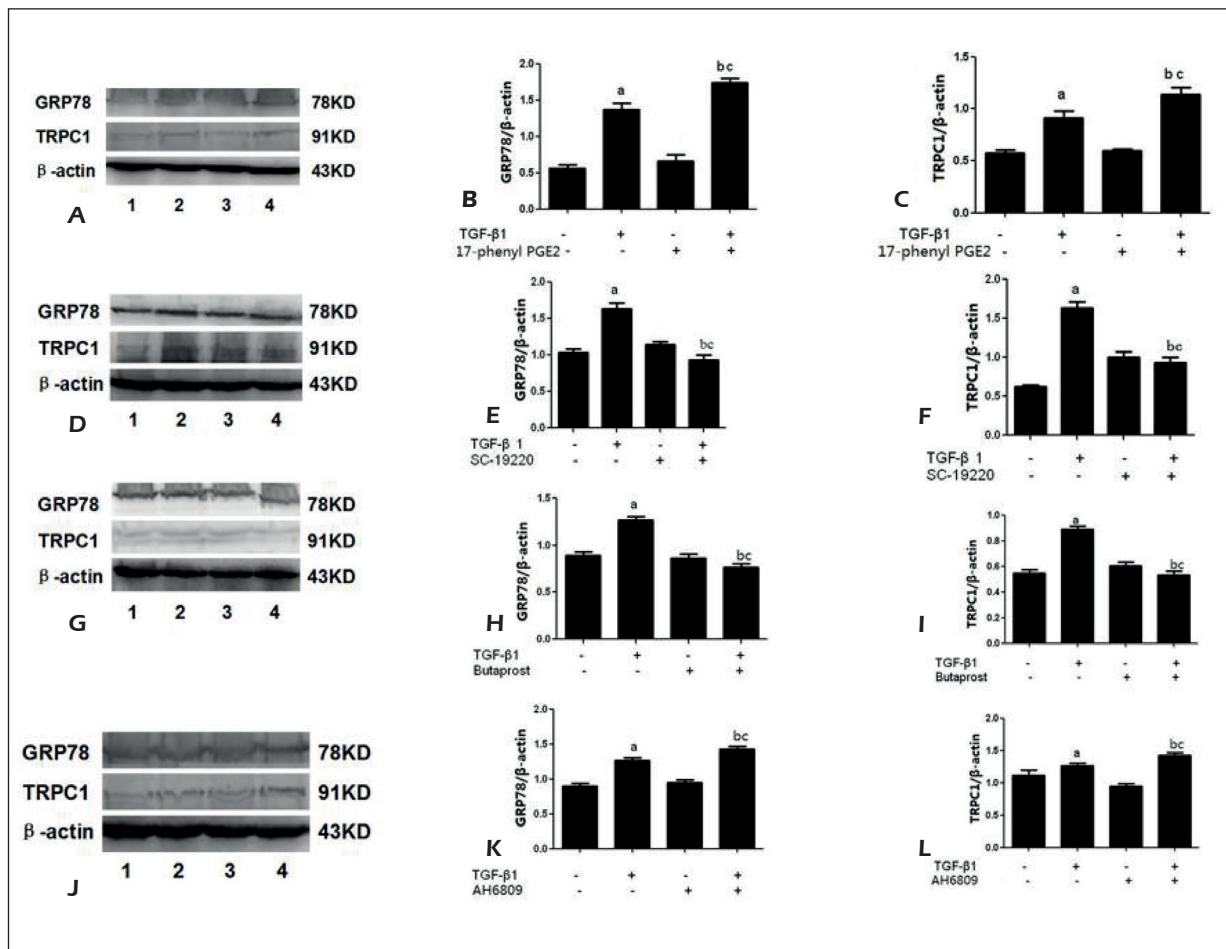 GRP78 78KD
TRPC1 91KD
β-actin 43KD
1 2 3 4
A
GRP78/β-actin
2.0
1.5
1.0
0.5
0.0
a
bc
B
TGF-β1 - + - +
17-phenyl PGE2 - - + +
TRPC1/β-actin
1.5
1.0
0.5
0.0
a
bc
C
TGF-β1 - + - +
17-phenyl PGE2 - - + +
GRP78 78KD
TRPC1 91KD
β-actin 43KD
1 2 3 4
D
GRP78/β-actin
2.0
1.5
1.0
0.5
0.0
a
bc
E
TGF-β 1 - + - +
SC-19220 - - + +
TRPC1/β-actin
2.0
1.5
1.0
0.5
0.0
a
bc
F
TGF-β 1 - + - +
SC-19220 - - + +
GRP78 78KD
TRPC1 91KD
β-actin 43KD
1 2 3 4
G
GRP78/β-actin
1.5
1.0
0.5
0.0
a
bc
H
TGF-β1 - + - +
Butaprost - - + +
TRPC1/β-actin
1.0
0.8
0.6
0.4
0.2
0.0
a
bc
I
TGF-β1 - + - +
Butaprost - - + +
GRP78 78KD
TRPC1 91KD
β-actin 43KD
1 2 3 4
J
GRP78/β-actin
2.0
1.5
1.0
0.5
0.0
a
bc
K
TGF-β1 - + - +
AH6809 - - + +
TRPC1/β-actin
2.0
1.5
1.0
0.5
0.0
a
bc
L
TGF-β1 - + - +
AH6809 - - + +